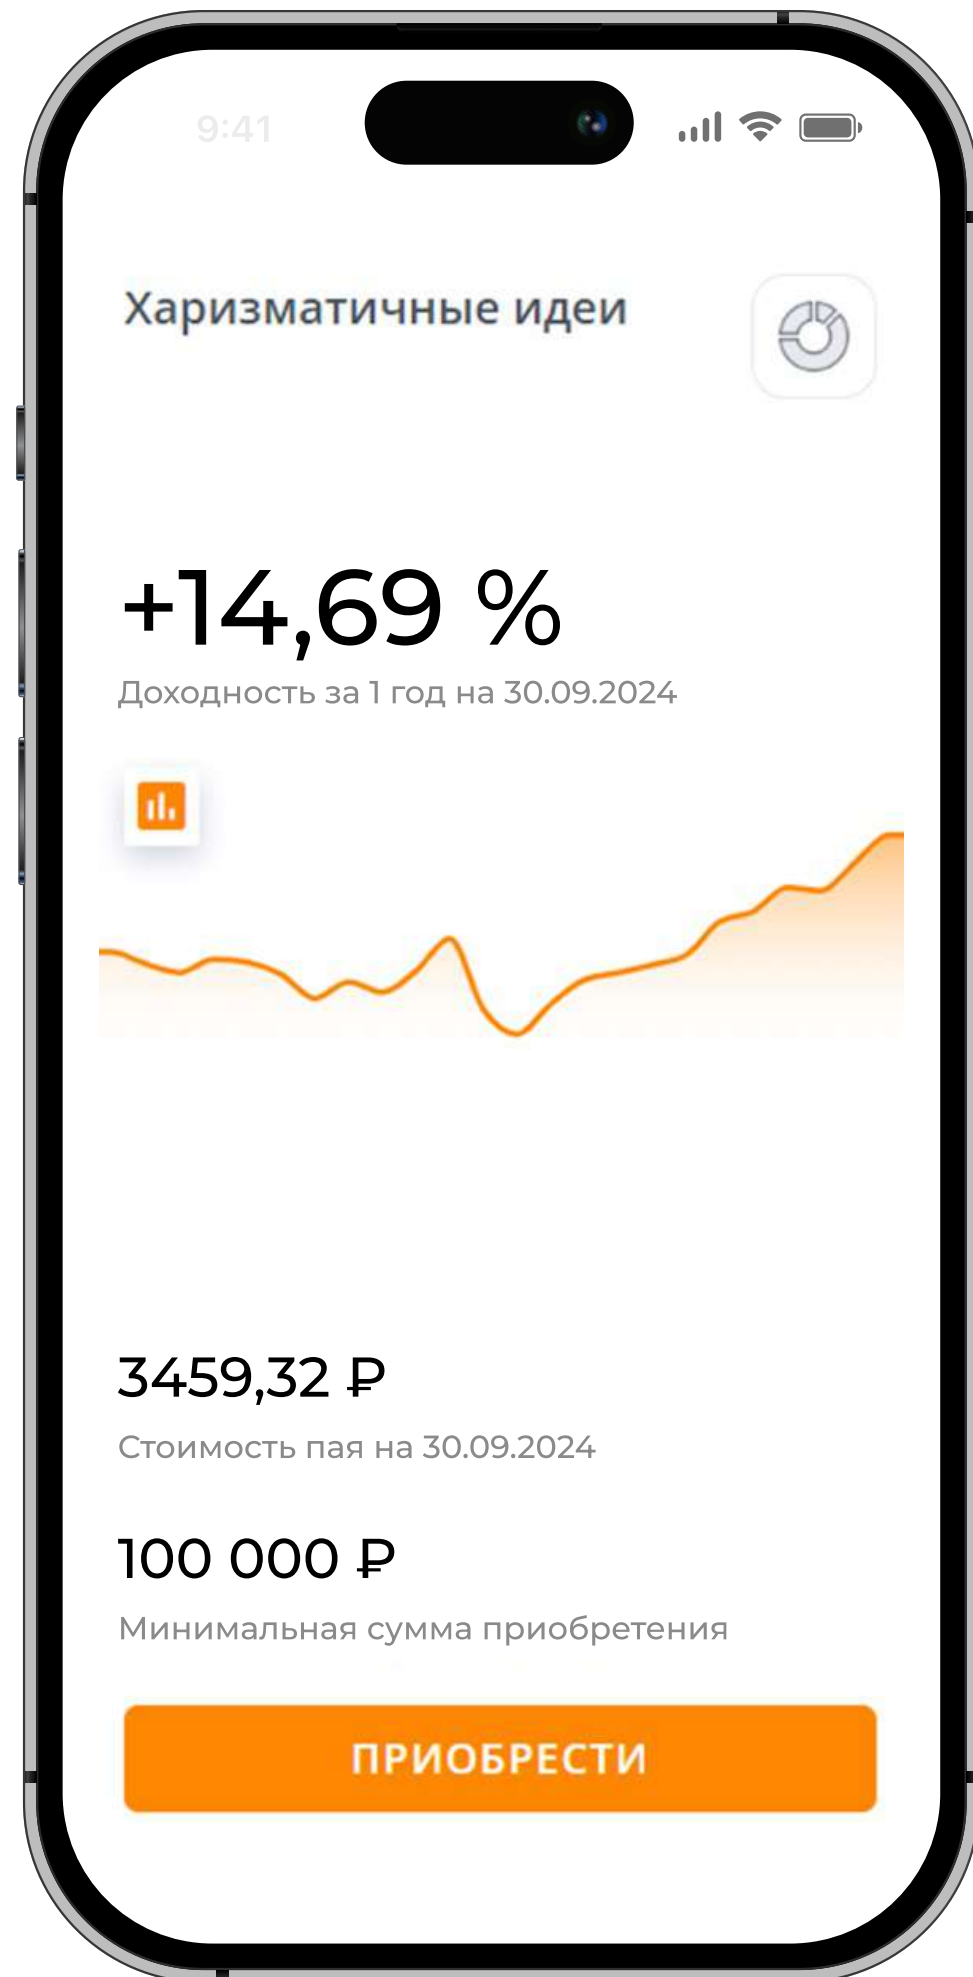 9:41
Харизматичные идеи
+14,69 %
Доходность за 1 год на 30.09.2024
3459,32 ₽
Стоимость пая на 30.09.2024
100 000 ₽
Минимальная сумма приобретения
ПРИОБРЕСТИ